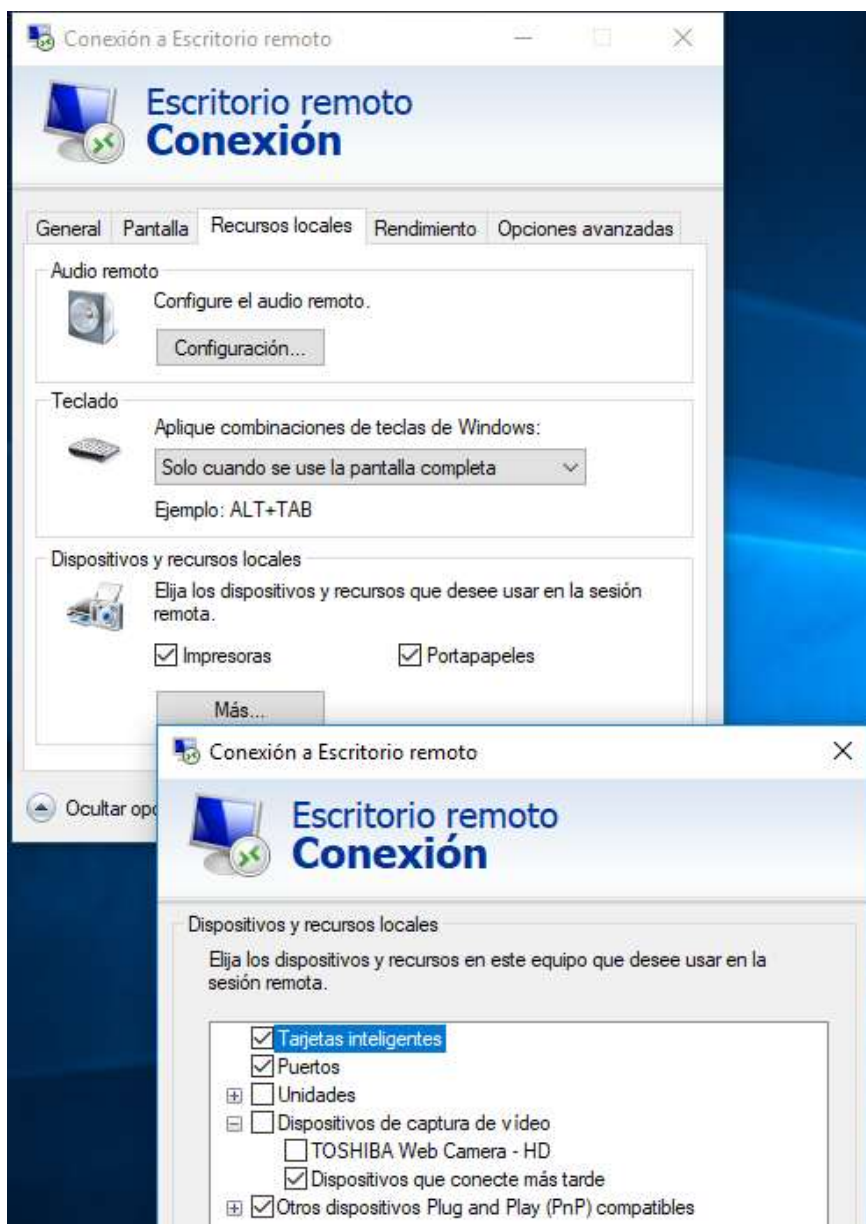 Conexión a Escritorio remoto
Escritorio remoto
Conexión
General Pantalla Recursos locales Rendimiento Opciones avanzadas
Audio remoto
Configure el audio remoto.
Configuración...
Teclado
Aplique combinaciones de teclas de Windows:
Solo cuando se use la pantalla completa
Ejemplo: ALT+TAB
Dispositivos y recursos locales
Elija los dispositivos y recursos que desee usar en la sesión
remota.
Impresoras Portapapeles
Más...
Ocultar
Conexión a Escritorio remoto
Escritorio remoto
Conexión
Dispositivos y recursos locales
Elija los dispositivos y recursos en este equipo que desee usar en la
sesión remota.
Tarjetas inteligentes
Puertos
Unidades
Dispositivos de captura de vídeo
TOSHIBA Web Camera - HD
Dispositivos que conecte más tarde
Otros dispositivos Plug and Play (PnP) compatibles